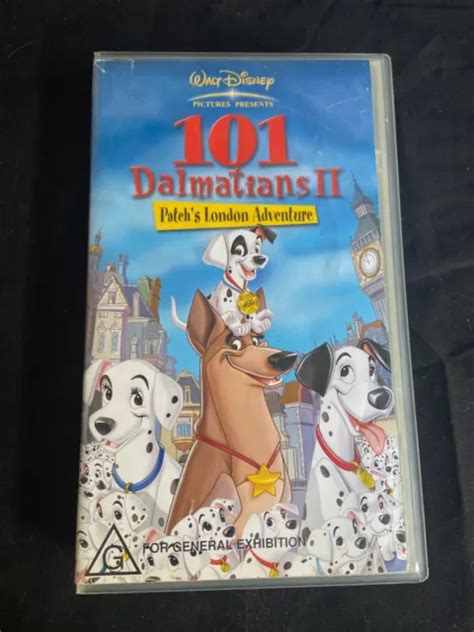 WALT DISNEY
PICTURES PRESENTS
101
Dalmatians II
Patch's London Adventure
G
FOR GENERAL EXHIBITION